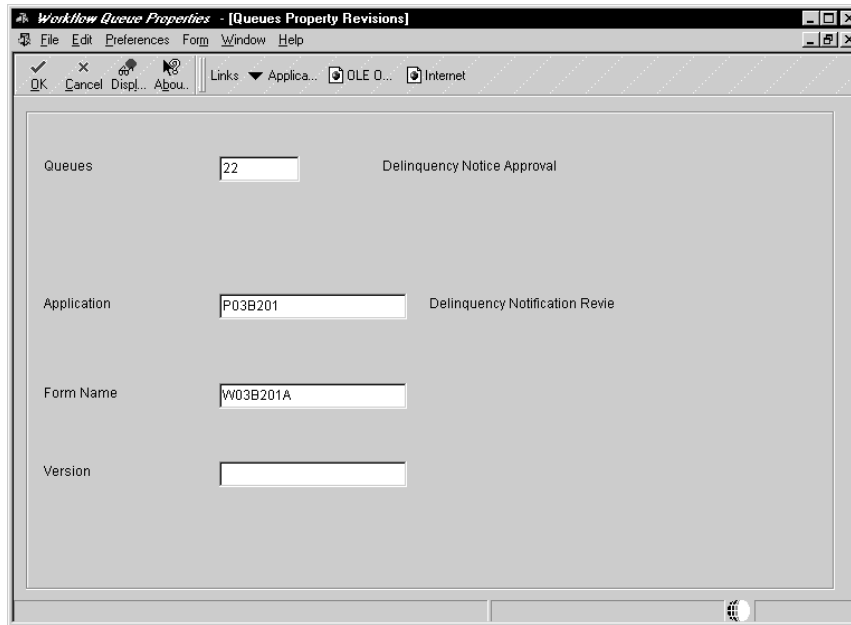 Workflow Queue Properties - [Queues Property Revisions]
File Edit Preferences Form Window Help
OK Cancel Displ... Abou.. Links Applica... OLE O... Internet
Queues 22 Delinquency Notice Approval
Application P03B201 Delinquency Notification Revie
Form Name W03B201A
Version